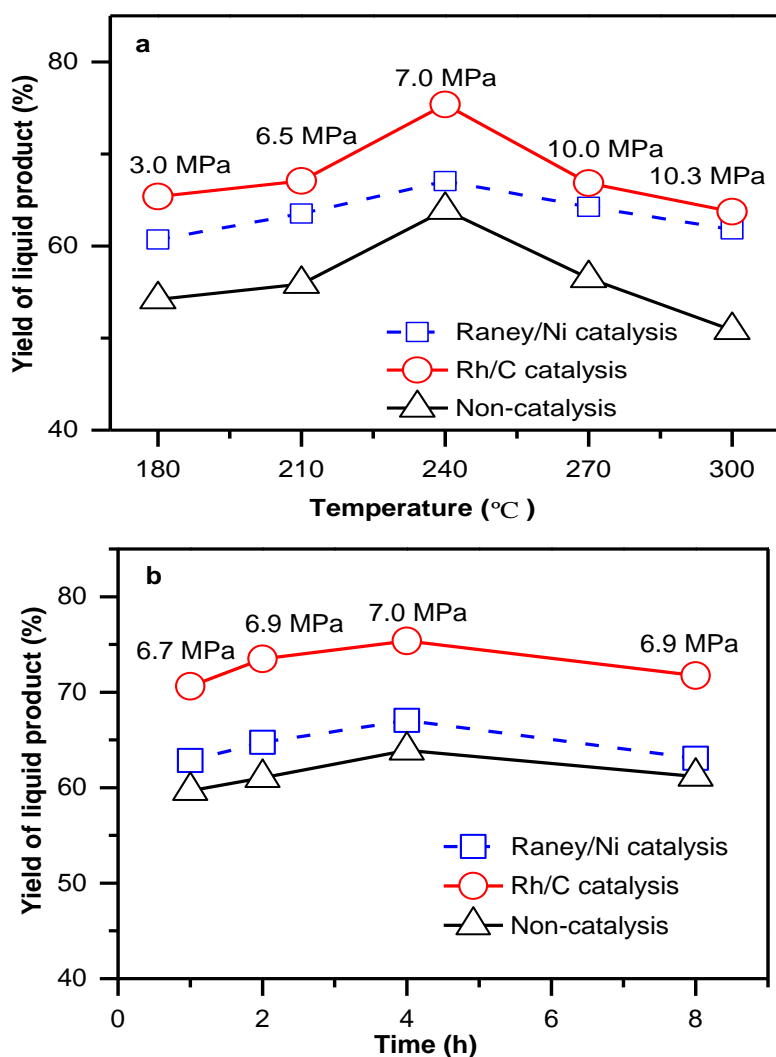 a
80
60
40
Yield of liquid product (%)
7.0 MPa
6.5 MPa
3.0 MPa
10.0 MPa
10.3 MPa
Raney/Ni catalysis
Rh/C catalysis
Non-catalysis
180 210 240 270 300
Temperature (°C )
b
80
70
60
50
40
Yield of liquid product (%)
7.0 MPa
6.9 MPa
6.7 MPa
6.9 MPa
Raney/Ni catalysis
Rh/C catalysis
Non-catalysis
0 2 4 6 8
Time (h)